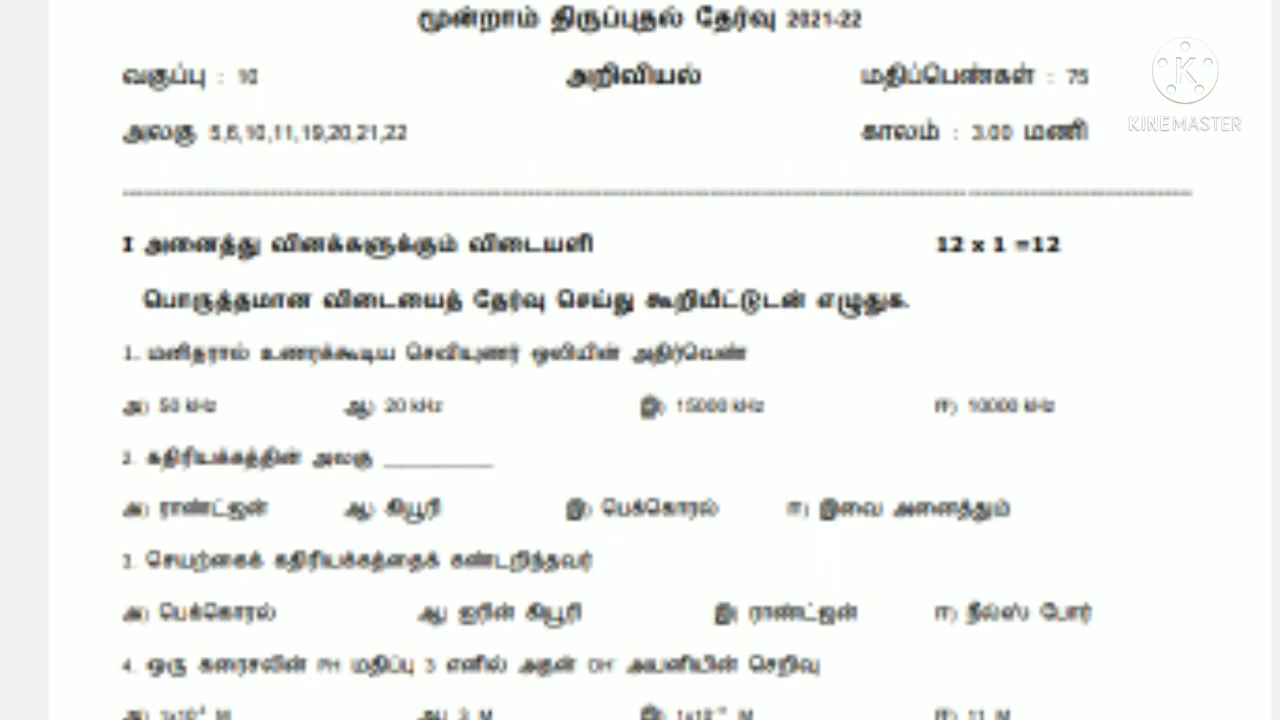 மூன்றாம் திருப்புதல் தேர்வு 2021-22
வகுப்பு : 10 அறிவியல் மதிப்பெண்கள் : 75
அலகு 5,6,10,11,19,20,21,22 காலம் : 3.00 மணி
I அனைத்து வினக்களுக்கும் விடையளி 12 x 1 =12
பொருத்தமான விடையைத் தேர்வு செய்து கூறியீட்டுடன் எழுதுக.
1. மனிதரால் உணரக்கூடிய செவியுணர் ஒலியின் அதிர்வெண்
அ) 50 kHz ஆ) 20 kHz இ) 15000 kHz ஈ) 10000 kHz
2. கதிரியக்கத்தின் அலகு __________
அ) ராண்ட்ஜன் ஆ) கியூரி இ) பெக்கொரல் ஈ) இவை அனைத்தும்
3. செயற்கைக் கதிரியக்கத்தைக் கண்டறிந்தவர்
அ) பெக்கொரல் ஆ) ஐரின் கியூரி இ) ராண்ட்ஜன் ஈ) நீல்ஸ் போர்
4. ஒரு கரைசலின் PH மதிப்பு 3 எனில் அதன் OH⁻ அயனியின் செறிவு
ஆ) 3 M ஈ) 11 M
KINEMASTER